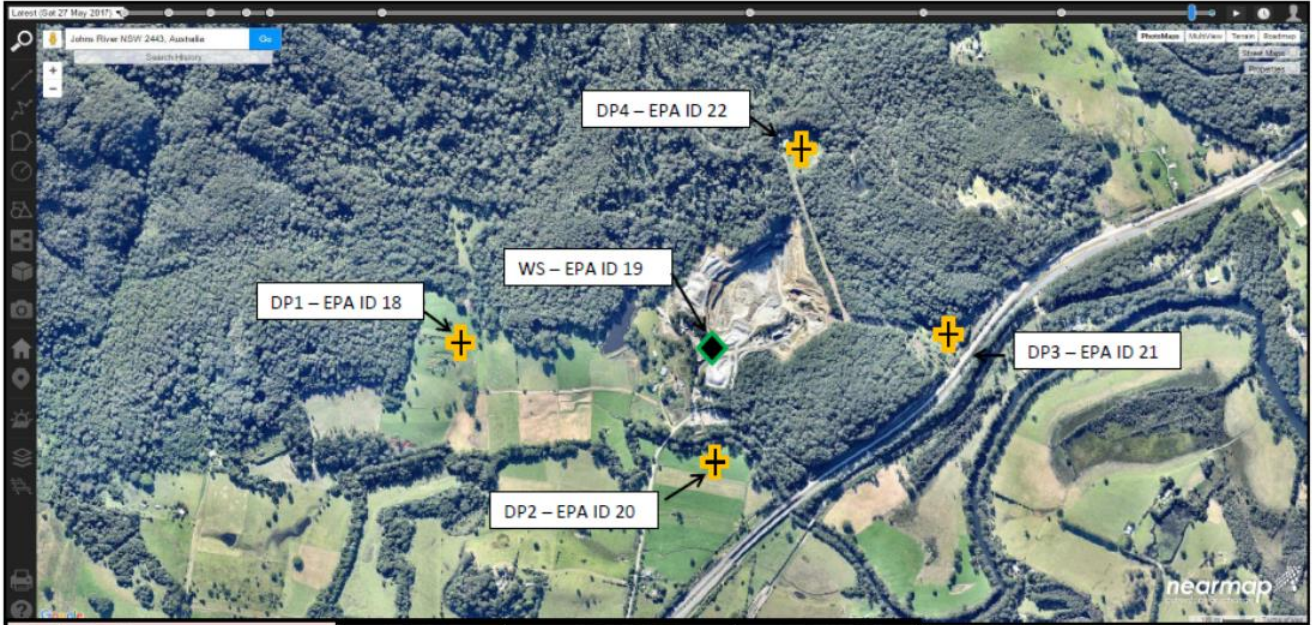 Latest (Sat 27 May 2017)
Johns River NSW 2443, Australia
Go
Search History
PhotoMaps
MultiView
Terrain
Roadmap
Street Maps
Properties
+
−
DP4 – EPA ID 22
WS – EPA ID 19
DP1 – EPA ID 18
DP3 – EPA ID 21
DP2 – EPA ID 20
nearmap
Google